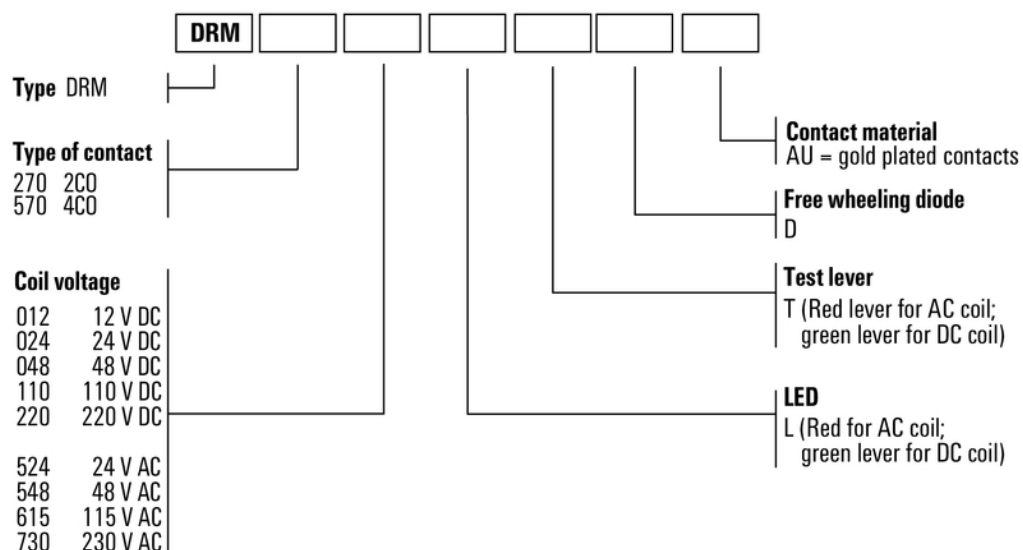 DRM
Type DRM
Type of contact
270 2CO
570 4CO
Coil voltage
012 12 V DC
024 24 V DC
048 48 V DC
110 110 V DC
220 220 V DC
524 24 V AC
548 48 V AC
615 115 V AC
730 230 V AC
Contact material
AU = gold plated contacts
Free wheeling diode
D
Test lever
T (Red lever for AC coil;
green lever for DC coil)
LED
L (Red for AC coil;
green lever for DC coil)